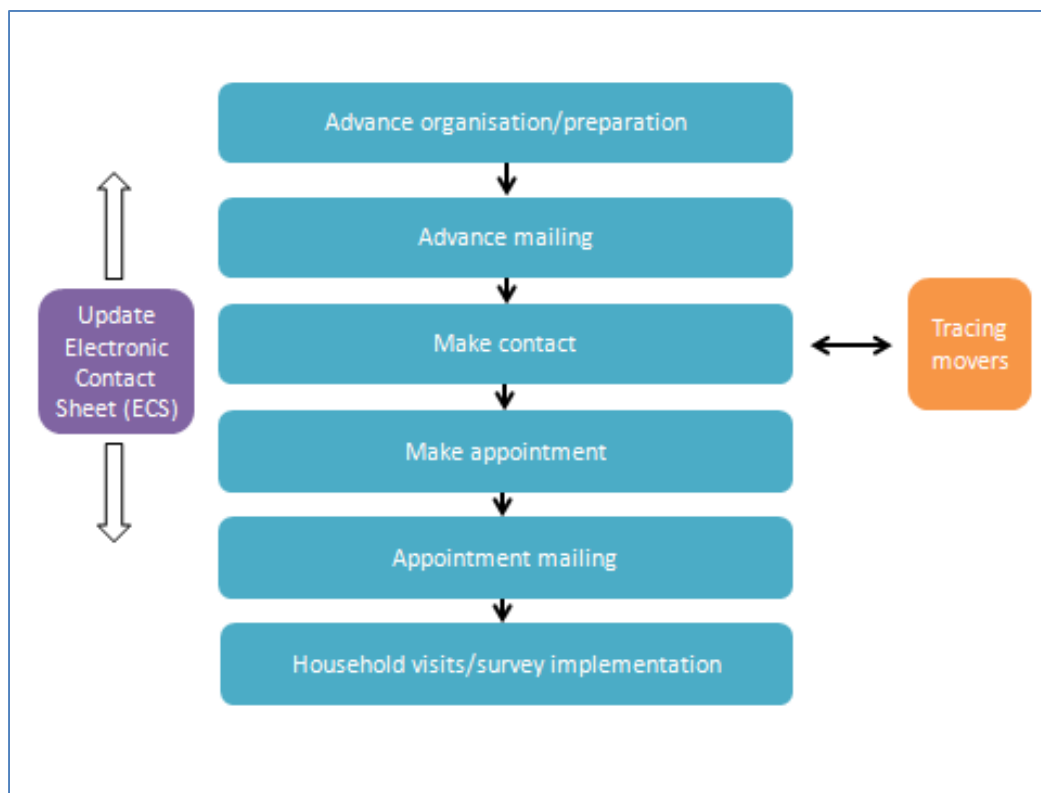 Advance organisation/preparation
Advance mailing
Update
Electronic
Contact
Sheet (ECS)
Make contact
Tracing
movers
Make appointment
Appointment mailing
Household visits/survey implementation